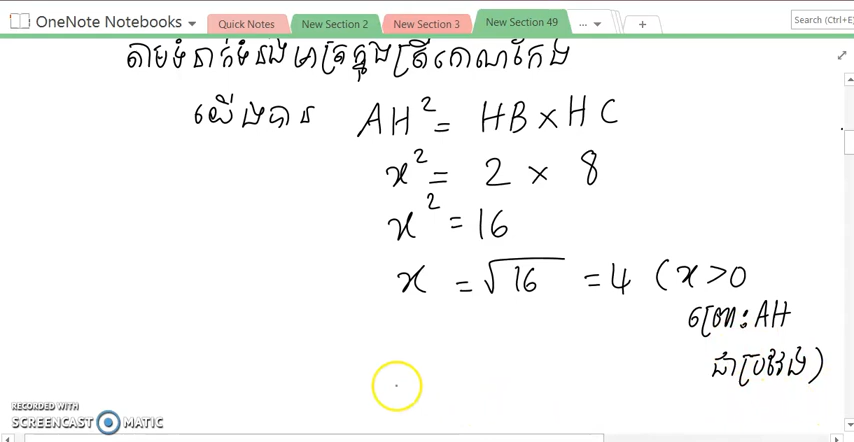 OneNote Notebooks
Quick Notes
New Section 2
New Section 3
New Section 49
...
+
Search (Ctrl+E)
តាមទំនាក់ទំនងមាត្រក្នុងត្រីកោណកែង
យើងបាន AH² = HB × HC
x² = 2 × 8
x² = 16
x = √16 = 4 (x > 0
ព្រោះ AH
ជាប្រវែង)
RECORDED WITH
SCREENCAST MATIC